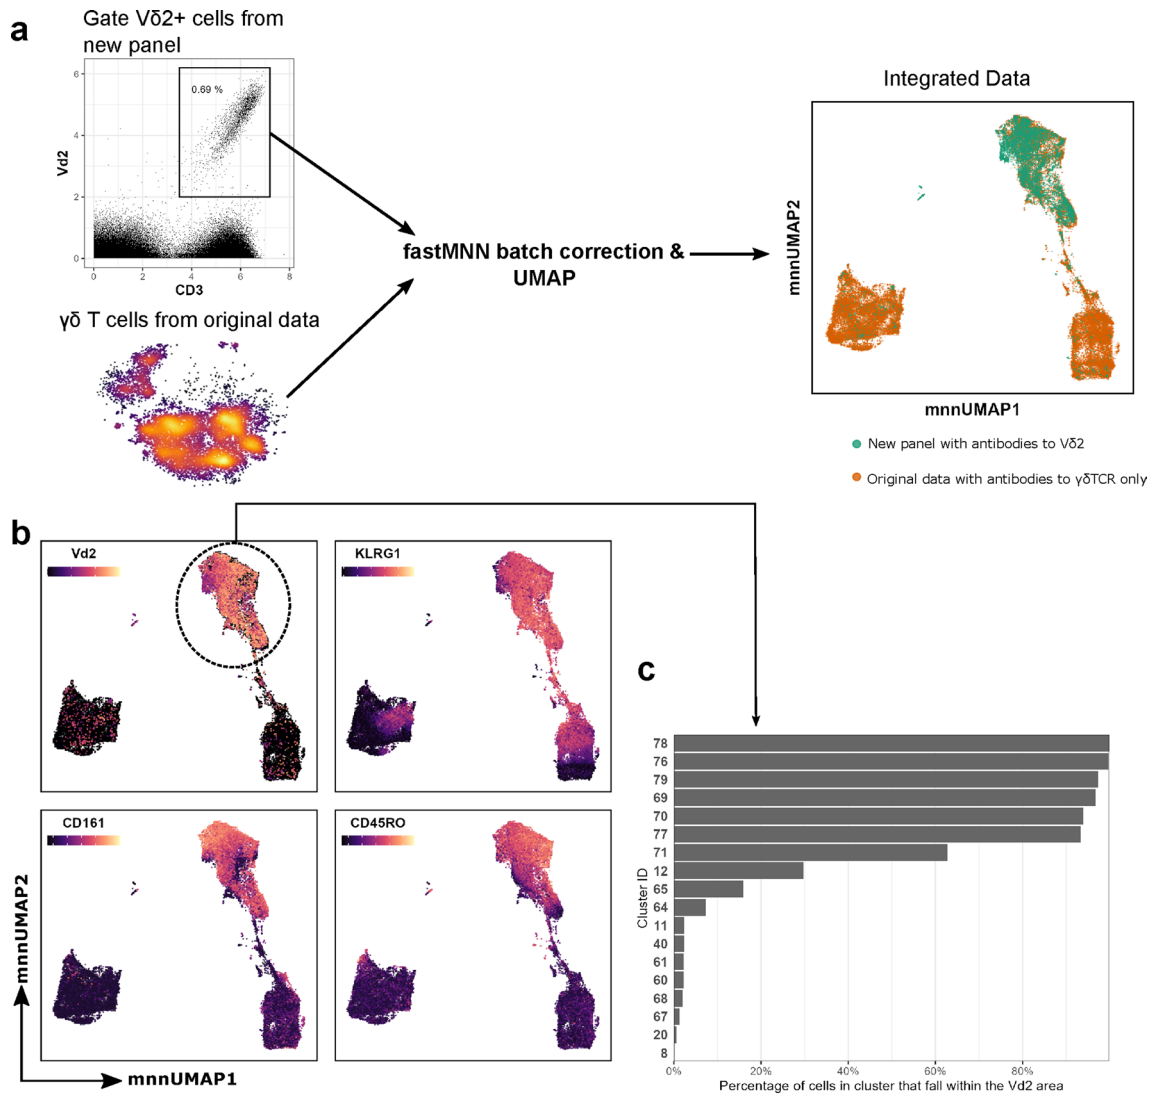 a
Gate Vδ2+ cells from
new panel
0.69 %
6
4
2
0
Vd2
0
2
4
6
8
CD3
γδ T cells from original data
fastMNN batch correction &
UMAP
Integrated Data
mnnUMAP2
mnnUMAP1
New panel with antibodies to Vδ2
Original data with antibodies to γδTCR only
b
Vd2
KLRG1
CD161
CD45RO
mnnUMAP2
mnnUMAP1
c
Cluster ID
78
76
79
69
70
77
71
12
65
64
11
40
61
60
68
67
20
8
0%
20%
40%
60%
80%
Percentage of cells in cluster that fall within the Vd2 area